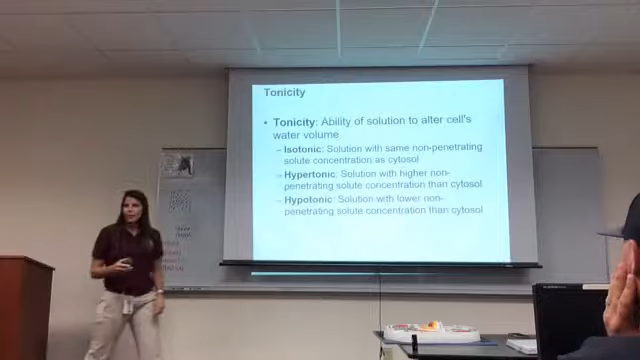 Tonicity
• Tonicity: Ability of solution to alter cell's
water volume
– Isotonic: Solution with same non-penetrating
solute concentration as cytosol
– Hypertonic: Solution with higher non-
penetrating solute concentration than cytosol
– Hypotonic: Solution with lower non-
penetrating solute concentration than cytosol